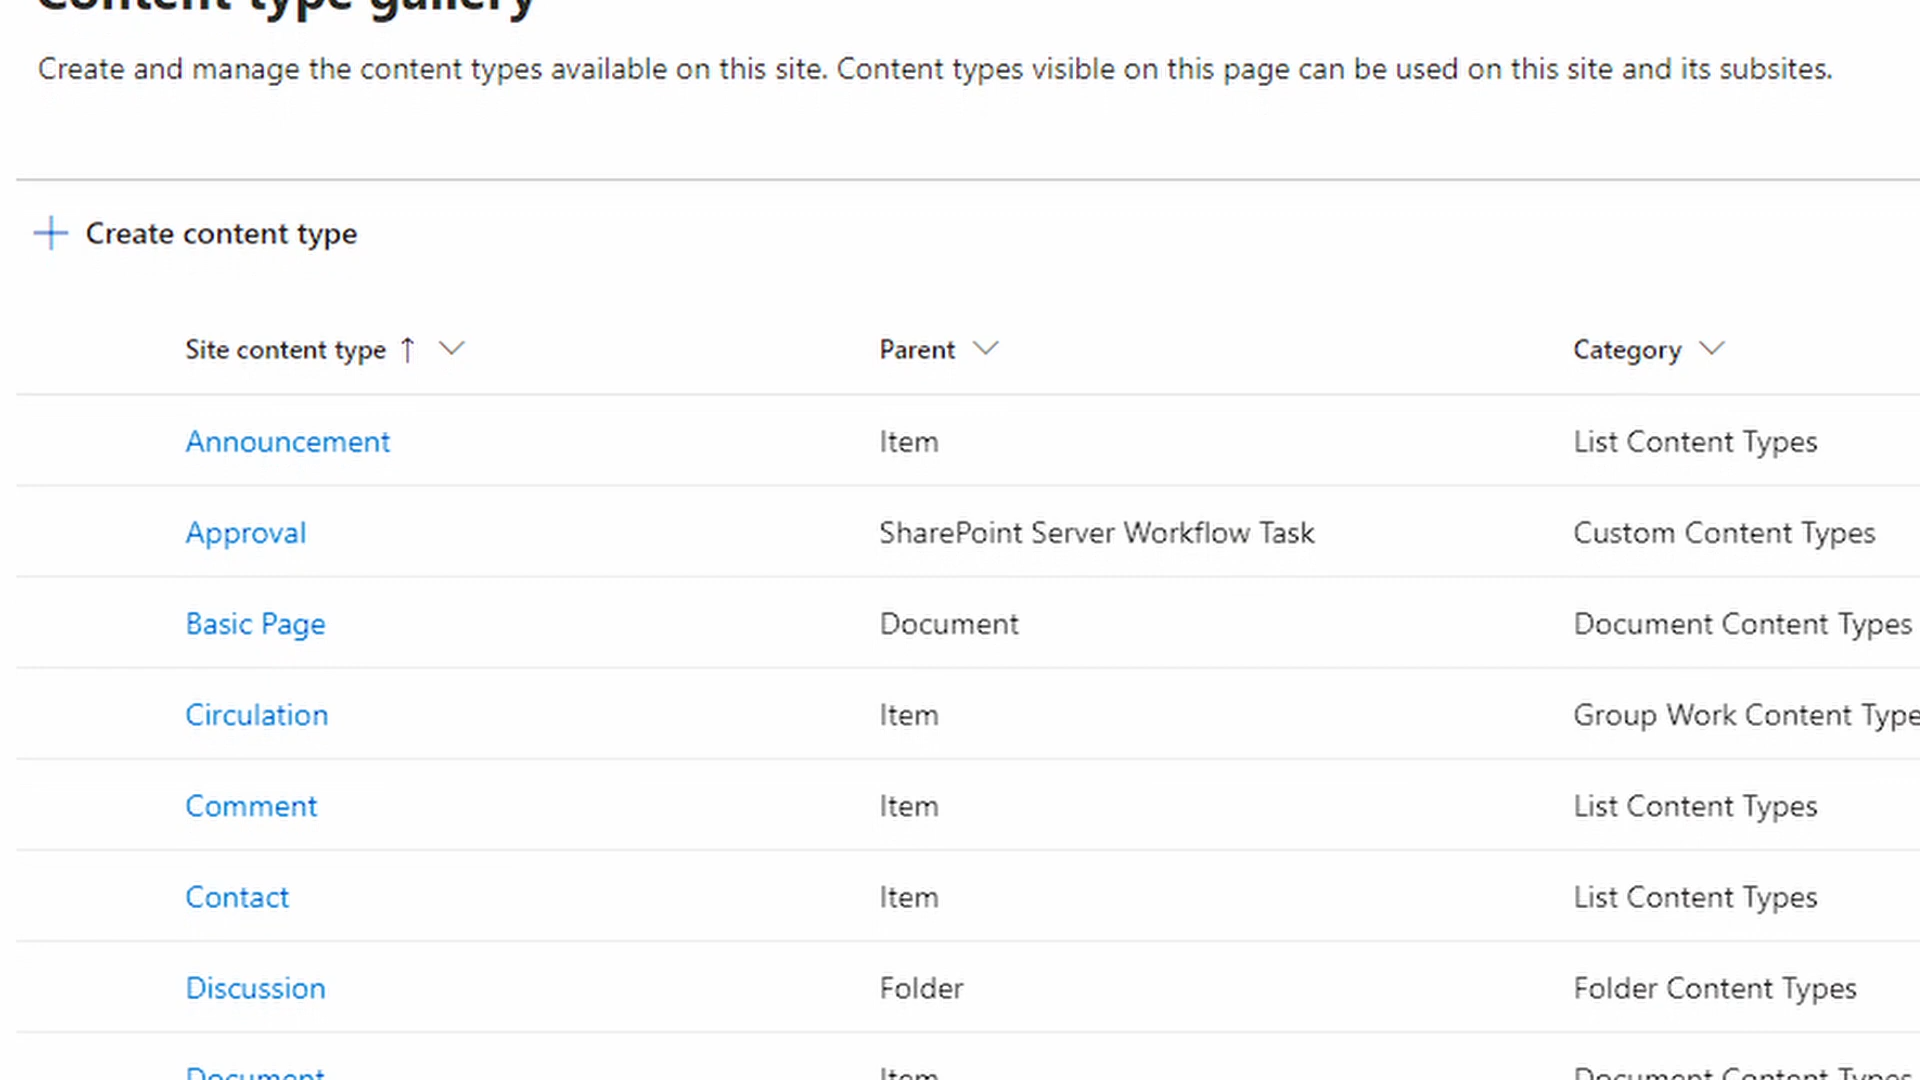 Content type gallery
Create and manage the content types available on this site. Content types visible on this page can be used on this site and its subsites.
Create content type
Site content type ↑ Parent Category
Announcement Item List Content Types
Approval SharePoint Server Workflow Task Custom Content Types
Basic Page Document Document Content Types
Circulation Item Group Work Content Type
Comment Item List Content Types
Contact Item List Content Types
Discussion Folder Folder Content Types
Document Item Document Content Types